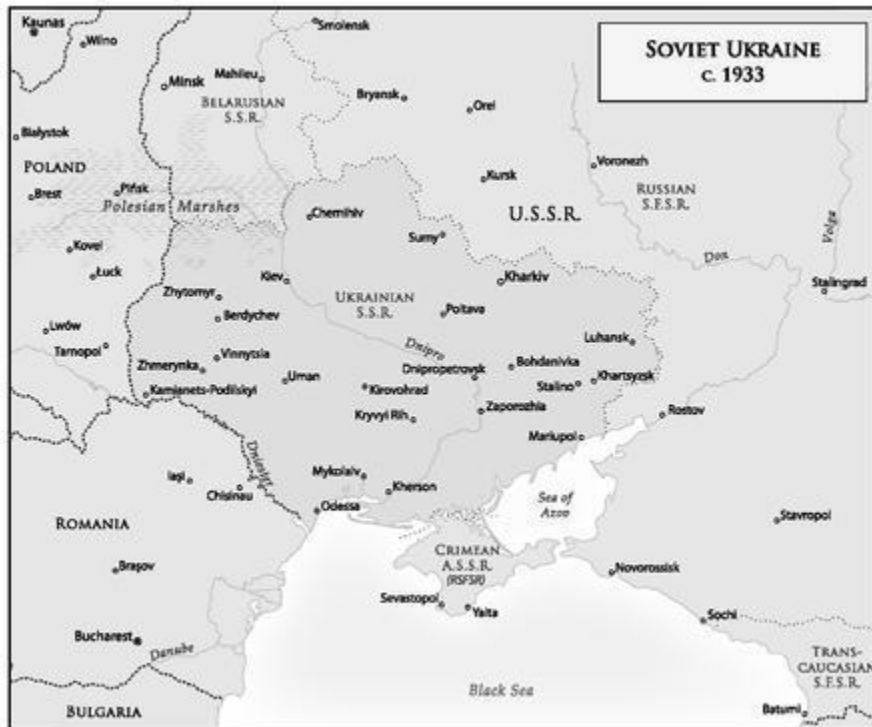 SOVIET UKRAINE
C. 1933
Kaunas
Wilno
Smolensk
Minsk
Mahileu
BELARUSIAN
S.S.R.
Bryansk
Orel
Białystok
POLAND
Brest
Pińsk
Polesian Marshes
Kursk
Voronezh
RUSSIAN
S.F.S.R.
U.S.S.R.
Chernihiv
Sumy
Don
Volga
Kovel
Łuck
Kiev
Kharkiv
Stalingrad
Zhytomyr
UKRAINIAN
S.S.R.
Berdychev
Poltava
Lwów
Tarnopol
Dnipro
Luhansk
Vinnytsia
Zhmerynka
Dnipropetrovsk
Bohdanivka
Uman
Kirovohrad
Stalino
Khartsyzsk
Kamianets-Podilskyi
Kryvyi Rih
Zaporozhia
Rostov
Mariupol
Dniester
Iași
Chisinau
Mykolaiv
Kherson
Odessa
Sea of
Azov
Stavropol
ROMANIA
CRIMEAN
A.S.S.R.
(RSFSR)
Brașov
Novorossisk
Sevastopol
Yalta
Sochi
Bucharest
Danube
TRANS-
CAUCASIAN
S.F.S.R.
Black Sea
BULGARIA
Batumi